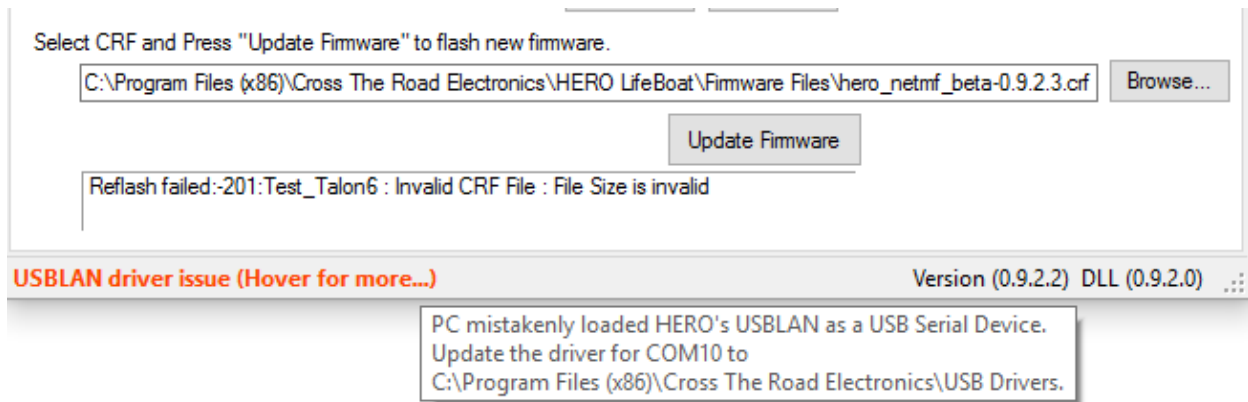 Select CRF and Press "Update Firmware" to flash new firmware.
C:\Program Files (x86)\Cross The Road Electronics\HERO LifeBoat\Firmware Files\hero_netmf_beta-0.9.2.3.crf
Browse...
Update Firmware
Reflash failed:-201:Test_Talon6 : Invalid CRF File : File Size is invalid
USBLAN driver issue (Hover for more...)
Version (0.9.2.2) DLL (0.9.2.0)
PC mistakenly loaded HERO's USBLAN as a USB Serial Device.
Update the driver for COM10 to
C:\Program Files (x86)\Cross The Road Electronics\USB Drivers.